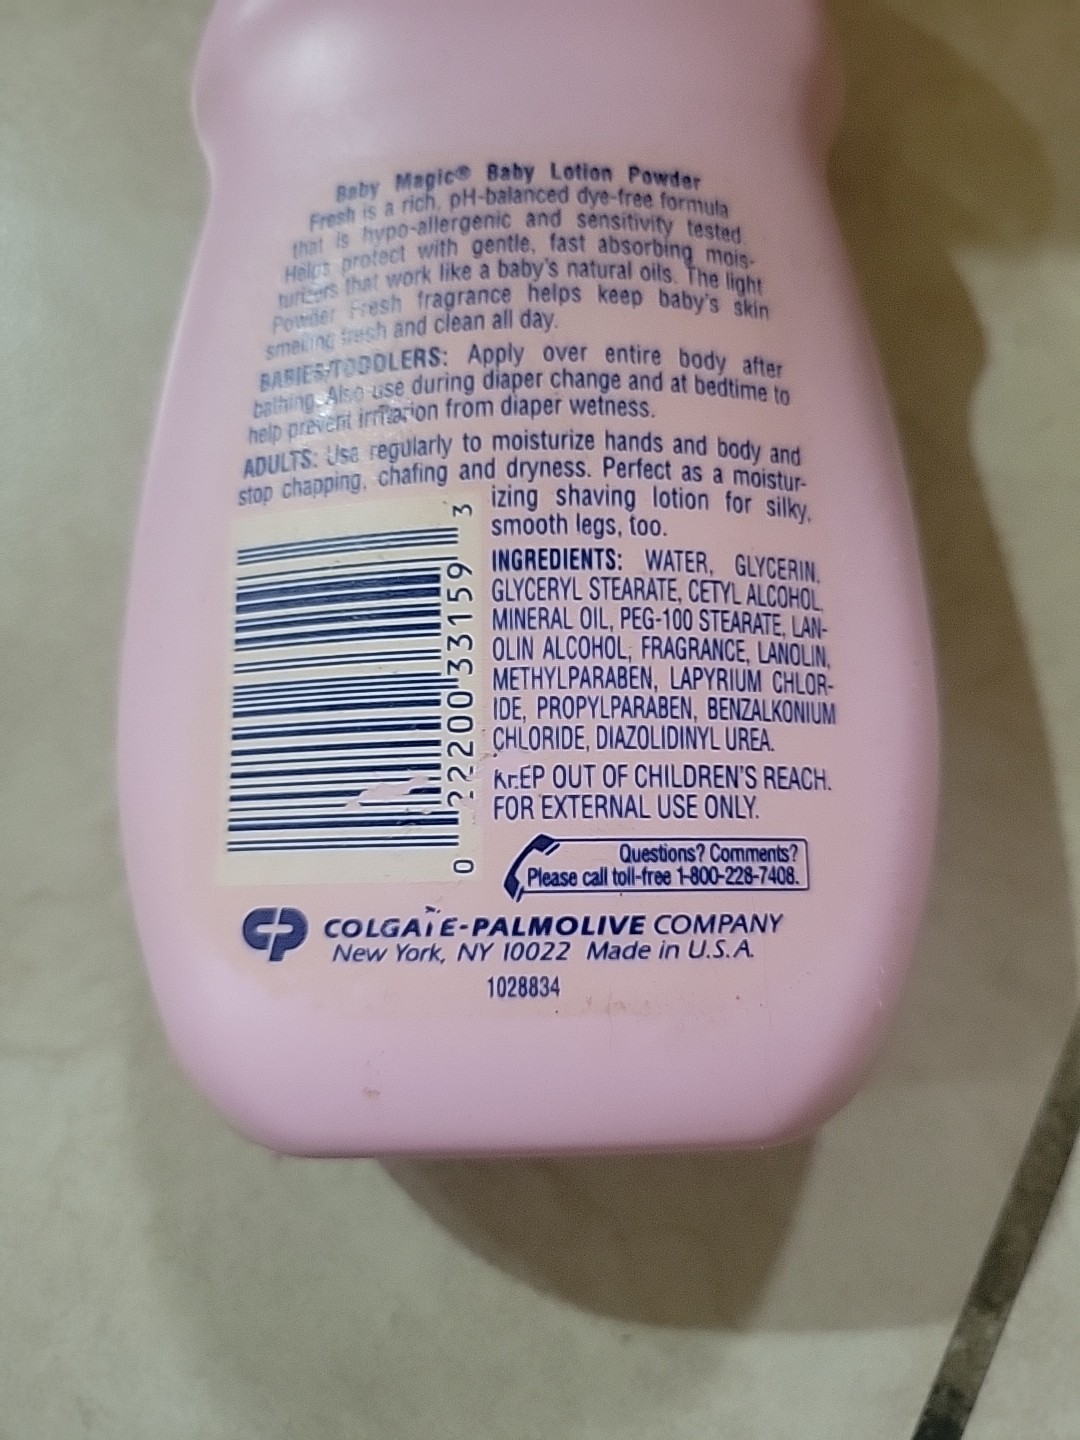 Baby Magic® Baby Lotion Powder
Fresh is a rich, pH-balanced dye-free formula
that is hypo-allergenic and sensitivity tested.
Helps protect with gentle, fast absorbing mois-
turizers that work like a baby's natural oils. The light
Powder Fresh fragrance helps keep baby's skin
smelling fresh and clean all day.
BABIES/TODDLERS: Apply over entire body after
bathing. Also use during diaper change and at bedtime to
help prevent irritation from diaper wetness.
ADULTS: Use regularly to moisturize hands and body and
stop chapping, chafing and dryness. Perfect as a moistur-
izing shaving lotion for silky,
smooth legs, too.
INGREDIENTS: WATER, GLYCERIN,
GLYCERYL STEARATE, CETYL ALCOHOL,
MINERAL OIL, PEG-100 STEARATE, LAN-
OLIN ALCOHOL, FRAGRANCE, LANOLIN,
METHYLPARABEN, LAPYRIUM CHLOR-
IDE, PROPYLPARABEN, BENZALKONIUM
CHLORIDE, DIAZOLIDINYL UREA.
KEEP OUT OF CHILDREN'S REACH.
FOR EXTERNAL USE ONLY.
0 22200 33159 3
Questions? Comments?
Please call toll-free 1-800-228-7408.
CP COLGATE-PALMOLIVE COMPANY
New York, NY 10022 Made in U.S.A.
1028834